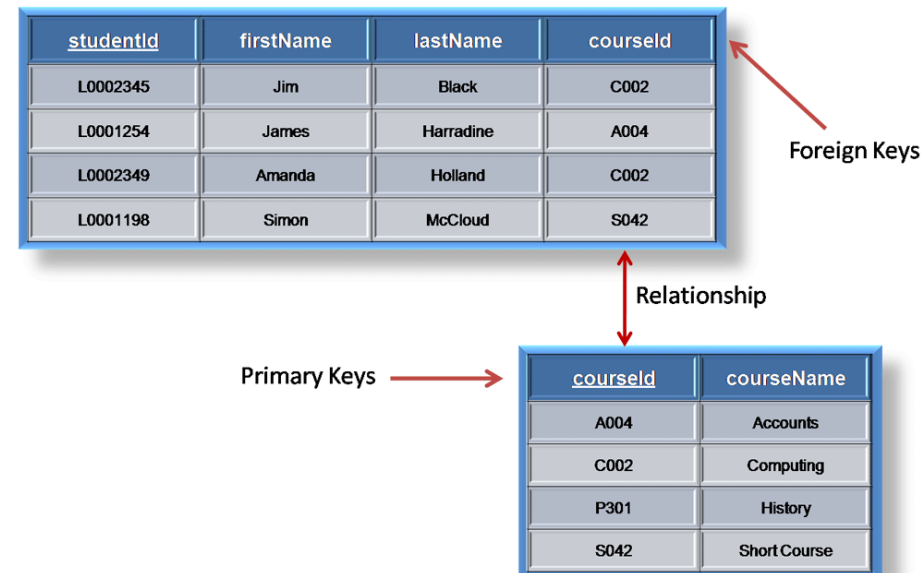 studentId firstName lastName courseId
L0002345 Jim Black C002
L0001254 James Harradine A004
L0002349 Amanda Holland C002
L0001198 Simon McCloud S042
Foreign Keys
Relationship
Primary Keys
courseId courseName
A004 Accounts
C002 Computing
P301 History
S042 Short Course